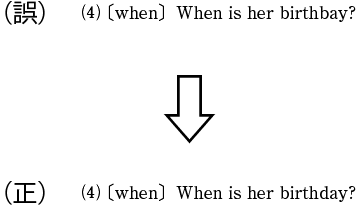 (誤) (4)〔when〕 When is her birthbay?
(正) (4)〔when〕 When is her birthday?